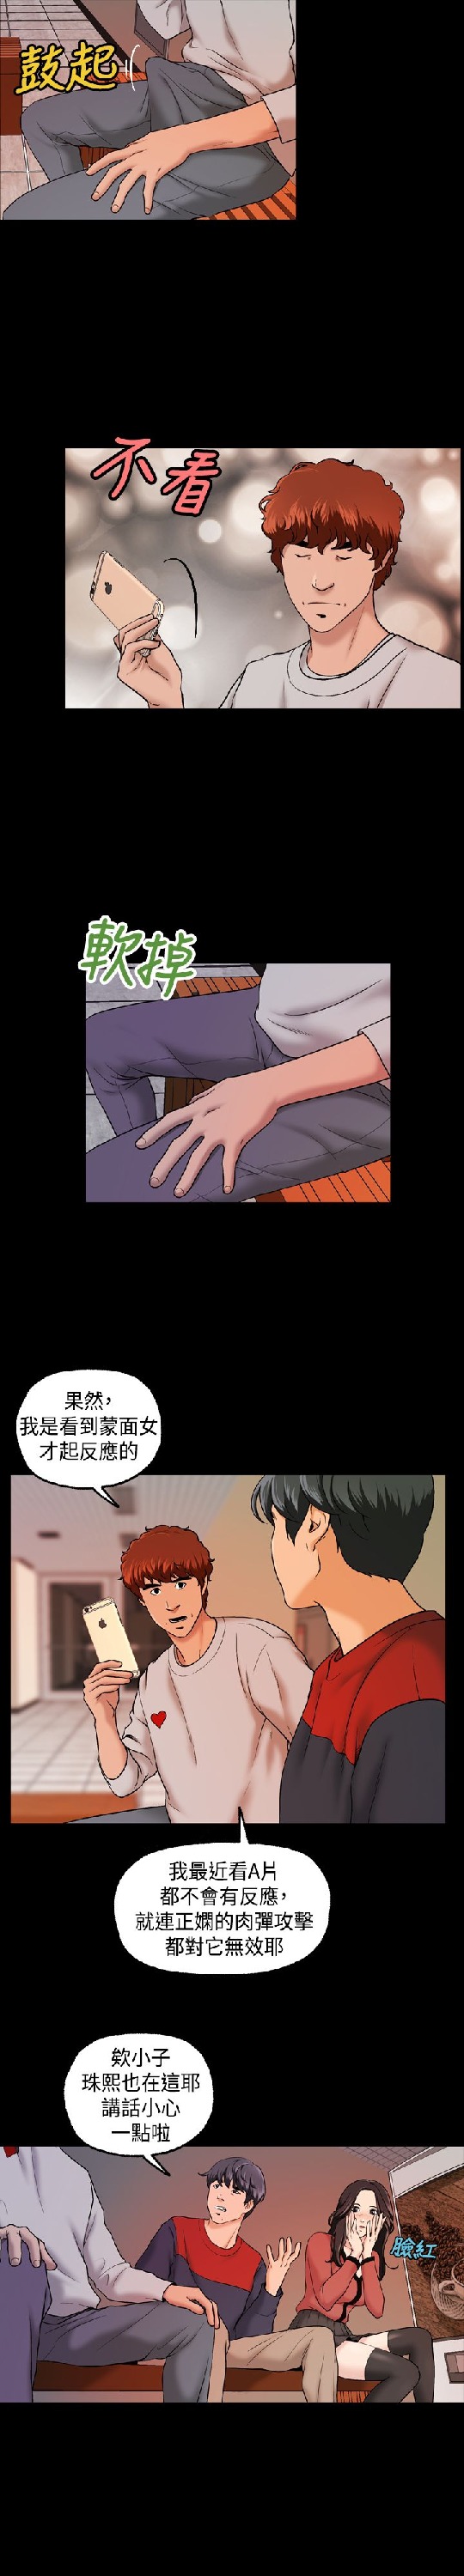 鼓起
不看
軟掉
果然,
我是看到蒙面女
才起反應的
我最近看A片
都不會有反應,
就連正嫻的肉彈攻擊
都對它無效耶
欸小子
珠熙也在這耶
講話小心
一點啦
臉紅